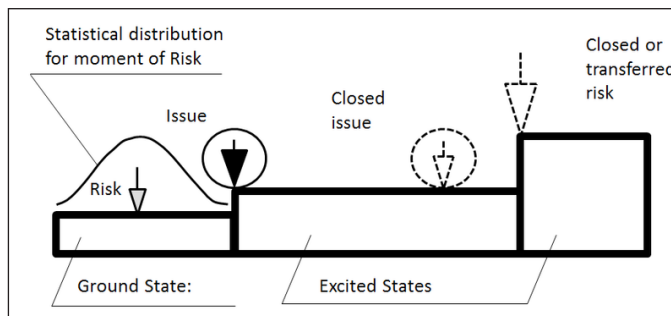 Statistical distribution
for moment of Risk
Issue
Closed
issue
Closed or
transferred
risk
Risk
Ground State:
Excited States